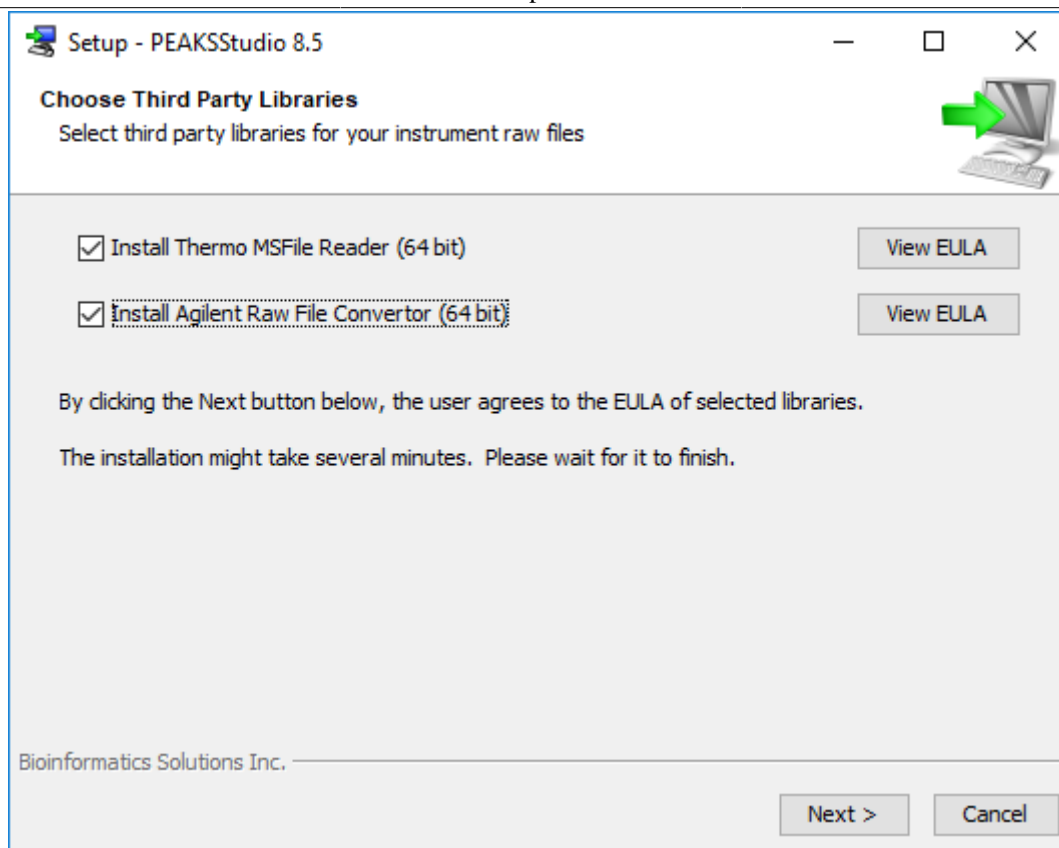 Setup - PEAKSStudio 8.5
Choose Third Party Libraries
Select third party libraries for your instrument raw files
Install Thermo MSFile Reader (64 bit)
View EULA
Install Agilent Raw File Convertor (64 bit)
View EULA
By clicking the Next button below, the user agrees to the EULA of selected libraries.
The installation might take several minutes. Please wait for it to finish.
Bioinformatics Solutions Inc.
Next >
Cancel